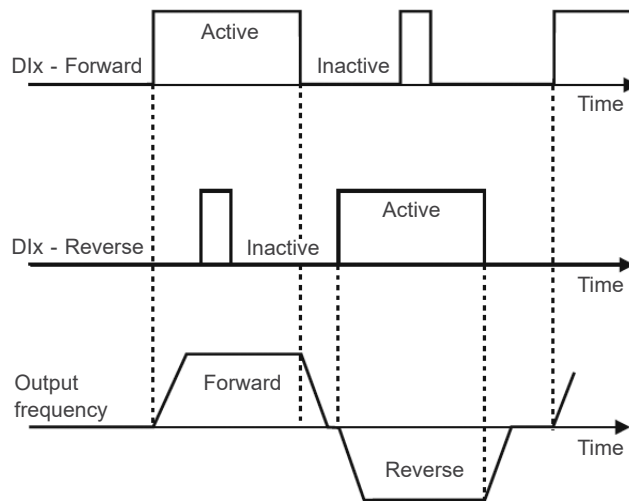 Active
DIx - Forward
Inactive
Time
Active
DIx - Reverse
Inactive
Time
Output
frequency
Forward
Time
Reverse